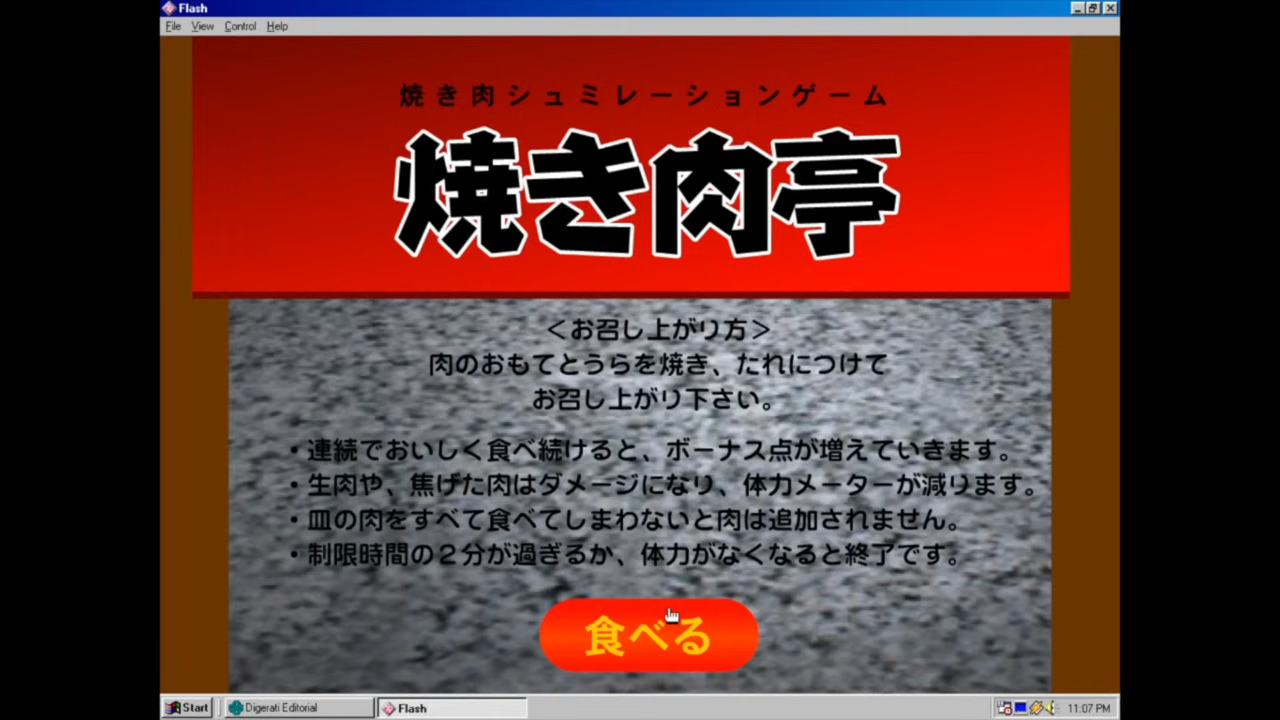 Flash
File View Control Help
焼き肉シュミレーションゲーム
焼き肉亭
＜お召し上がり方＞
肉のおもてとうらを焼き、たれにつけて
お召し上がり下さい。
・連続でおいしく食べ続けると、ボーナス点が増えていきます。
・生肉や、焦げた肉はダメージになり、体力メーターが減ります。
・皿の肉をすべて食べてしまわないと肉は追加されません。
・制限時間の２分が過ぎるか、体力がなくなると終了です。
食べる
Start Digerati Editorial Flash 11:07 PM